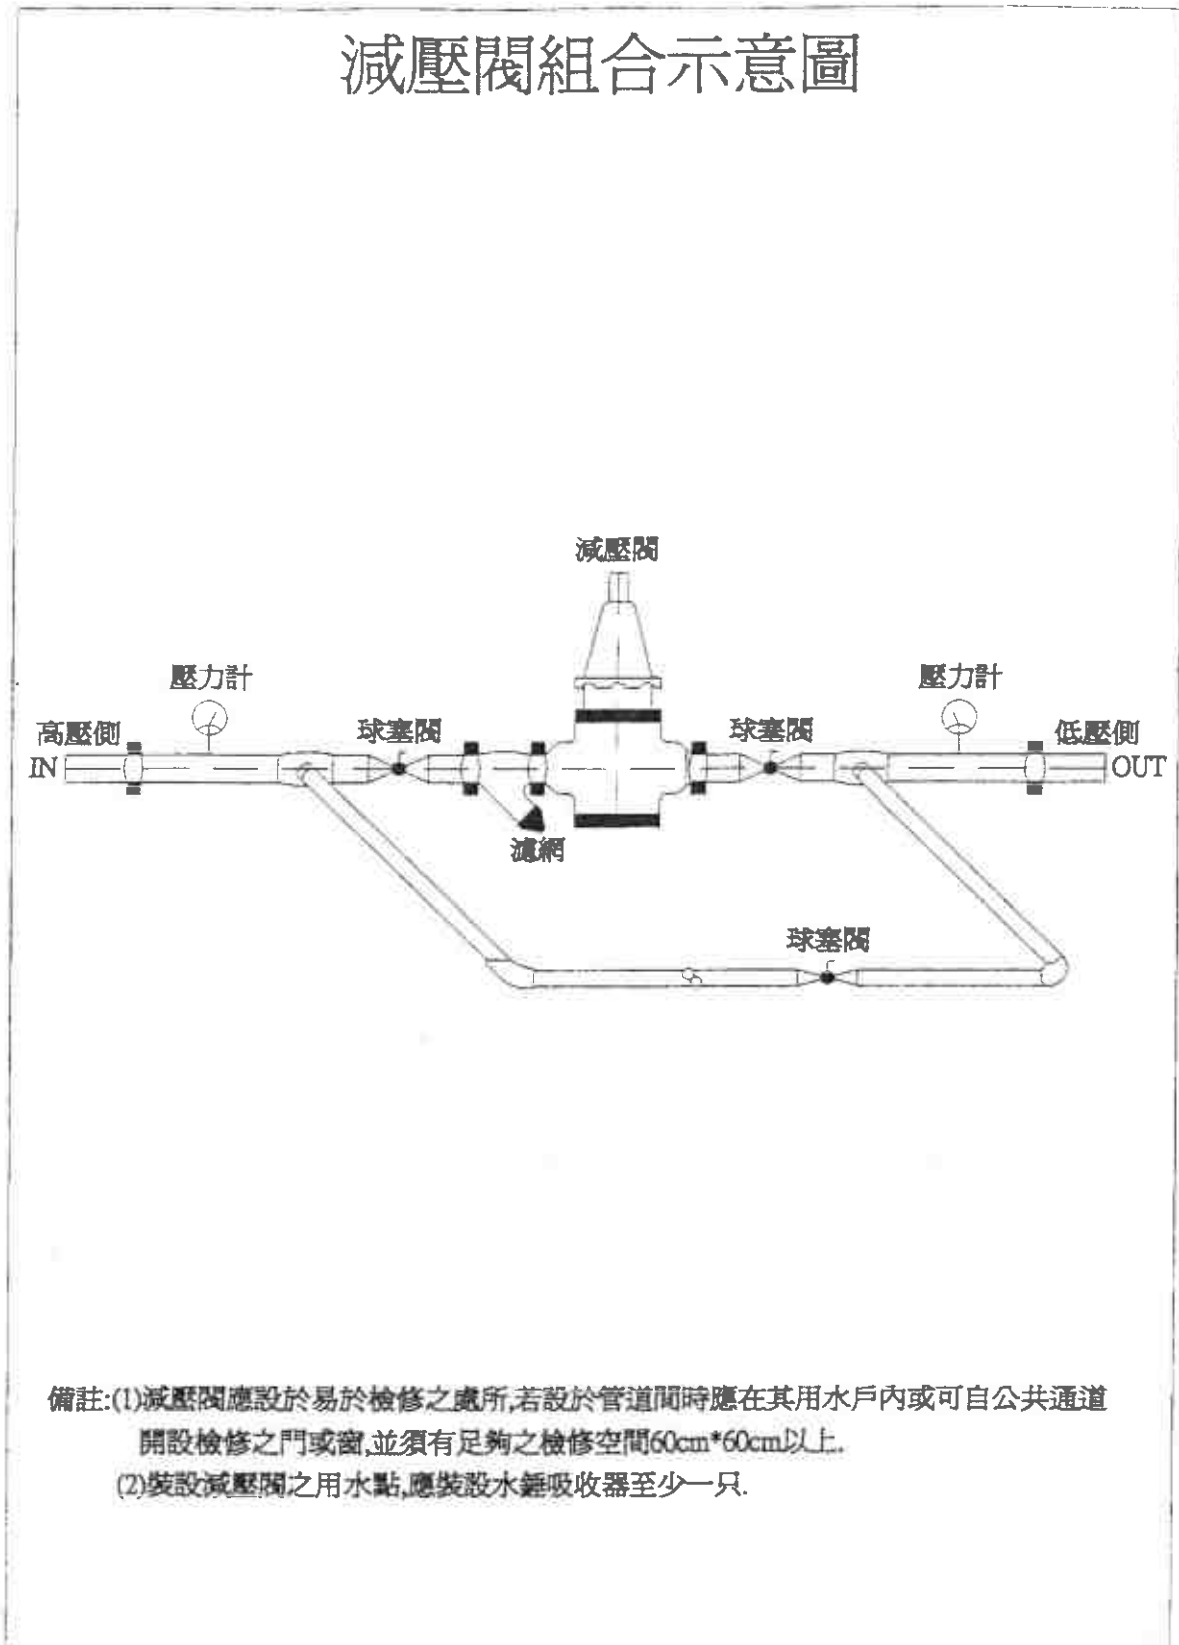 減壓閥組合示意圖
減壓閥
壓力計
壓力計
高壓側
球塞閥
球塞閥
低壓側
IN
OUT
濾網
球塞閥
備註:(1)減壓閥應設於易於檢修之處所,若設於管道間時應在其用水戶內或可自公共通道
開設檢修之門或窗,並須有足夠之檢修空間60cm*60cm以上.
(2)裝設減壓閥之用水點,應裝設水錘吸收器至少一只.